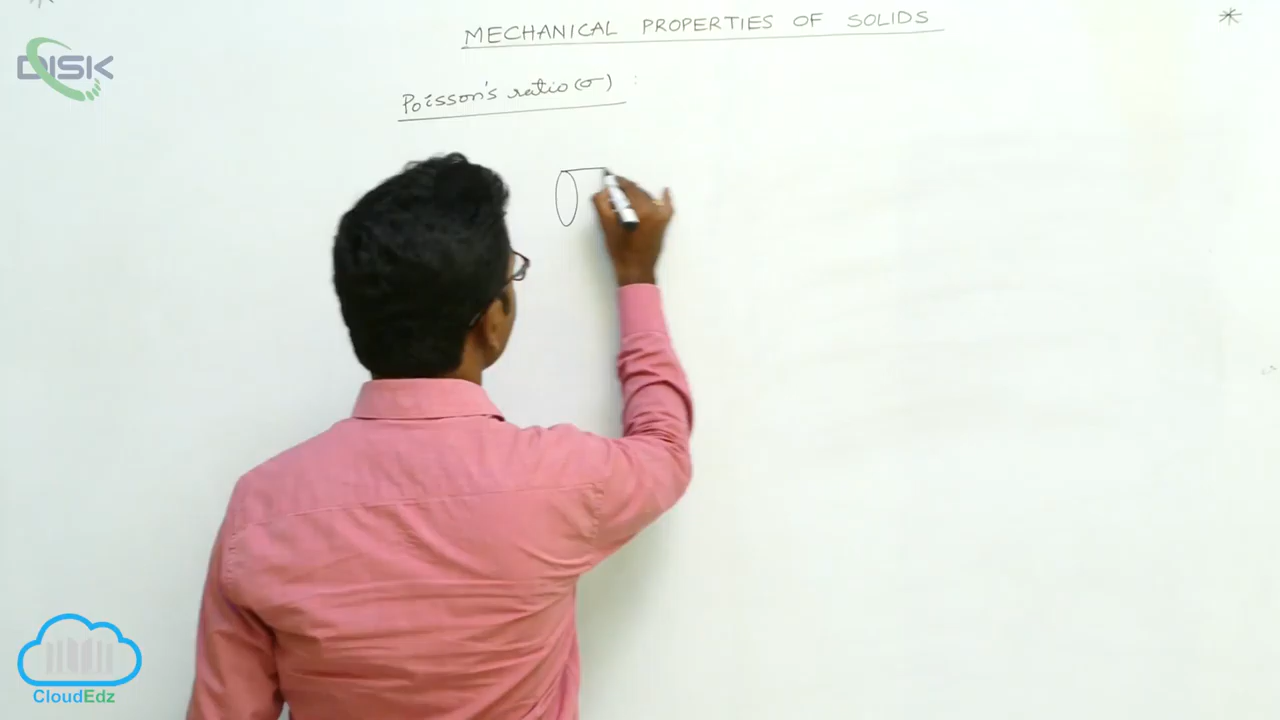 MECHANICAL PROPERTIES OF SOLIDS
DISK
Poisson's ratio (σ) :
CloudEdz